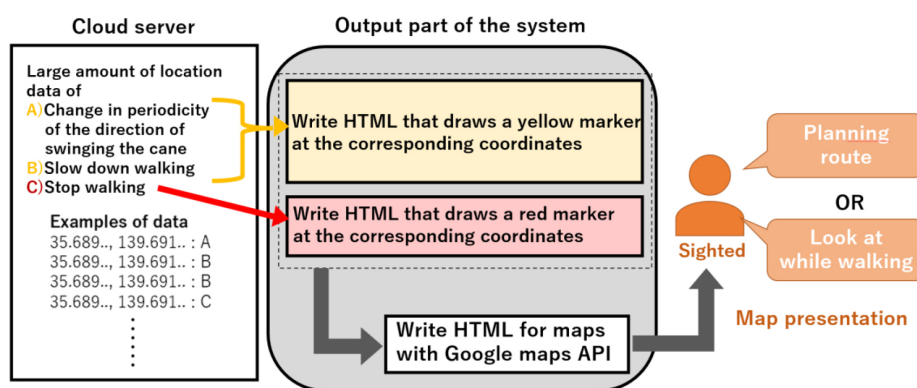 Cloud server
Large amount of location
data of
A)Change in periodicity
of the direction of
swinging the cane
B)Slow down walking
C)Stop walking
Examples of data
35.689.., 139.691.. : A
35.689.., 139.691.. : B
35.689.., 139.691.. : B
35.689.., 139.691.. : C
Output part of the system
Write HTML that draws a yellow marker
at the corresponding coordinates
Write HTML that draws a red marker
at the corresponding coordinates
Write HTML for maps
with Google maps API
Sighted
Planning
route
OR
Look at
while walking
Map presentation